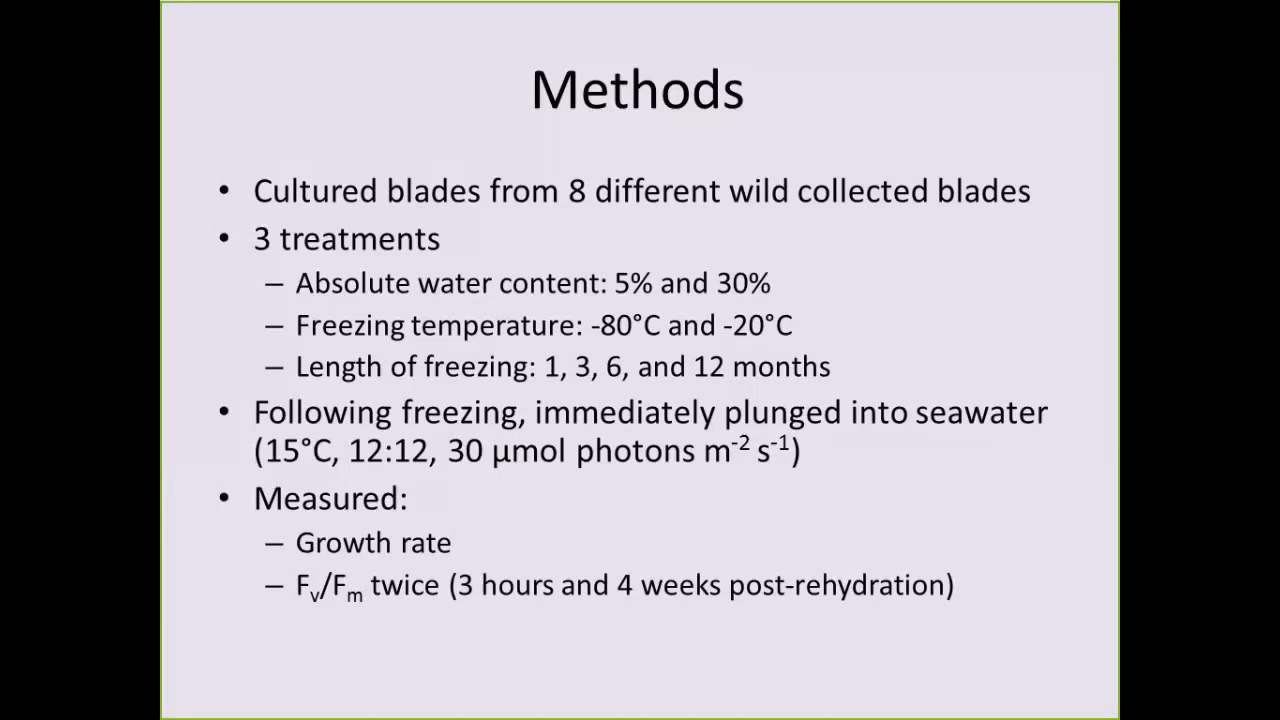 Methods
• Cultured blades from 8 different wild collected blades
• 3 treatments
– Absolute water content: 5% and 30%
– Freezing temperature: -80°C and -20°C
– Length of freezing: 1, 3, 6, and 12 months
• Following freezing, immediately plunged into seawater
(15°C, 12:12, 30 µmol photons m⁻² s⁻¹)
• Measured:
– Growth rate
– Fᵥ/Fₘ twice (3 hours and 4 weeks post-rehydration)